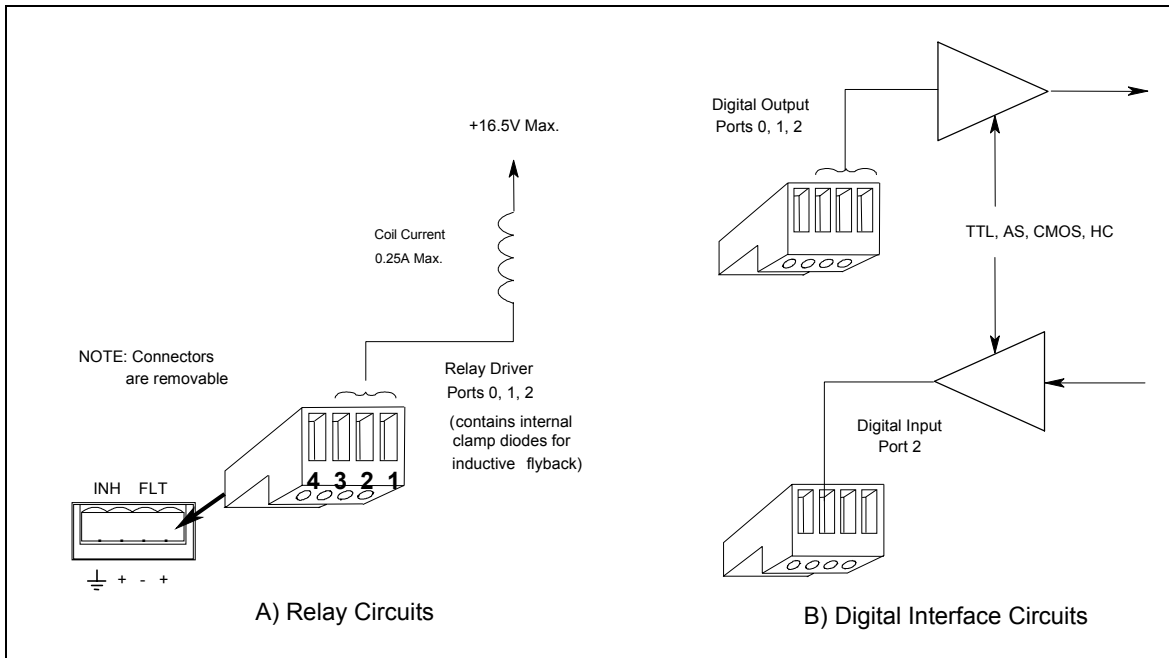 +16.5V Max.
Coil Current
0.25A Max.
NOTE: Connectors
are removable
Relay Driver
Ports 0, 1, 2
(contains internal
clamp diodes for
inductive flyback)
4 3 2 1
INH FLT
+ - +
A) Relay Circuits
Digital Output
Ports 0, 1, 2
TTL, AS, CMOS, HC
Digital Input
Port 2
B) Digital Interface Circuits